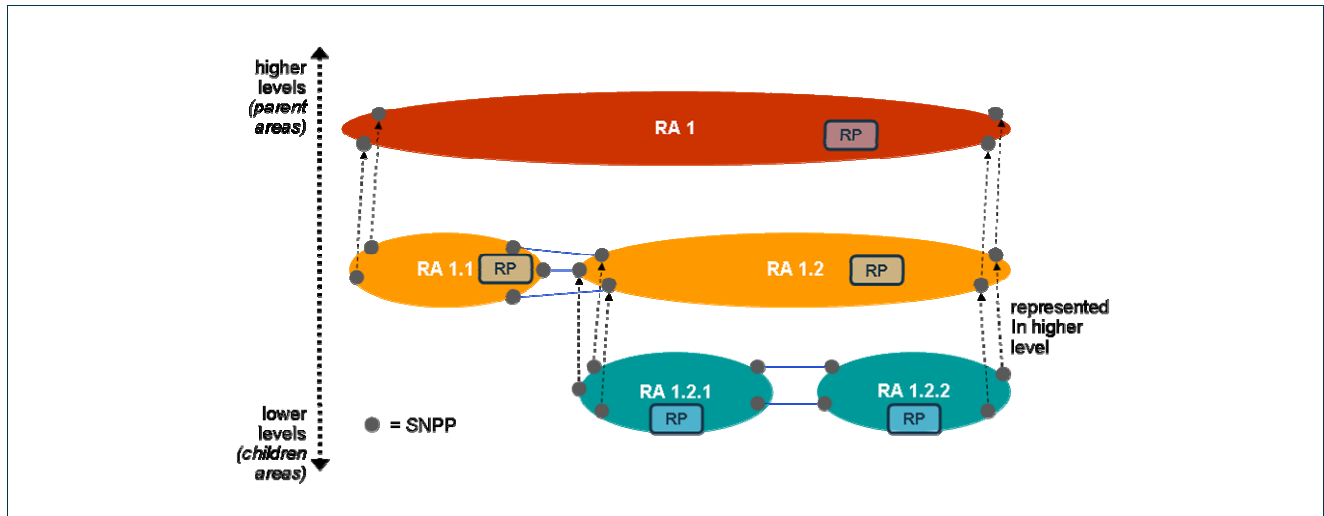 higher
levels
(parent
areas)
RA 1
RP
RA 1.1
RP
RA 1.2
RP
represented
In higher
level
RA 1.2.1
RP
RA 1.2.2
RP
lower
levels
(children
areas)
= SNPP